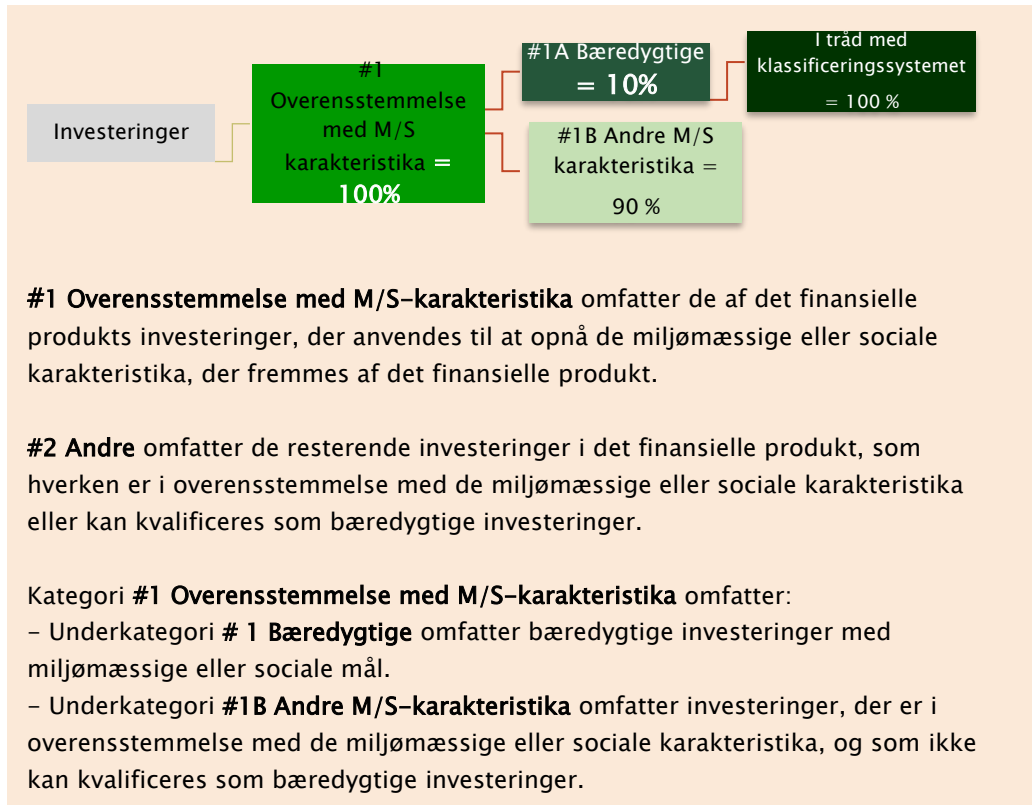 Investeringer
#1
Overensstemmelse
med M/S
karakteristika =
100%
#1A Bæredygtige
= 10%
I tråd med
klassificeringssystemet
= 100 %
#1B Andre M/S
karakteristika =
90 %
#1 Overensstemmelse med M/S-karakteristika omfatter de af det finansielle
produkts investeringer, der anvendes til at opnå de miljømæssige eller sociale
karakteristika, der fremmes af det finansielle produkt.
#2 Andre omfatter de resterende investeringer i det finansielle produkt, som
hverken er i overensstemmelse med de miljømæssige eller sociale karakteristika
eller kan kvalificeres som bæredygtige investeringer.
Kategori #1 Overensstemmelse med M/S-karakteristika omfatter:
- Underkategori # 1 Bæredygtige omfatter bæredygtige investeringer med
miljømæssige eller sociale mål.
- Underkategori #1B Andre M/S-karakteristika omfatter investeringer, der er i
overensstemmelse med de miljømæssige eller sociale karakteristika, og som ikke
kan kvalificeres som bæredygtige investeringer.